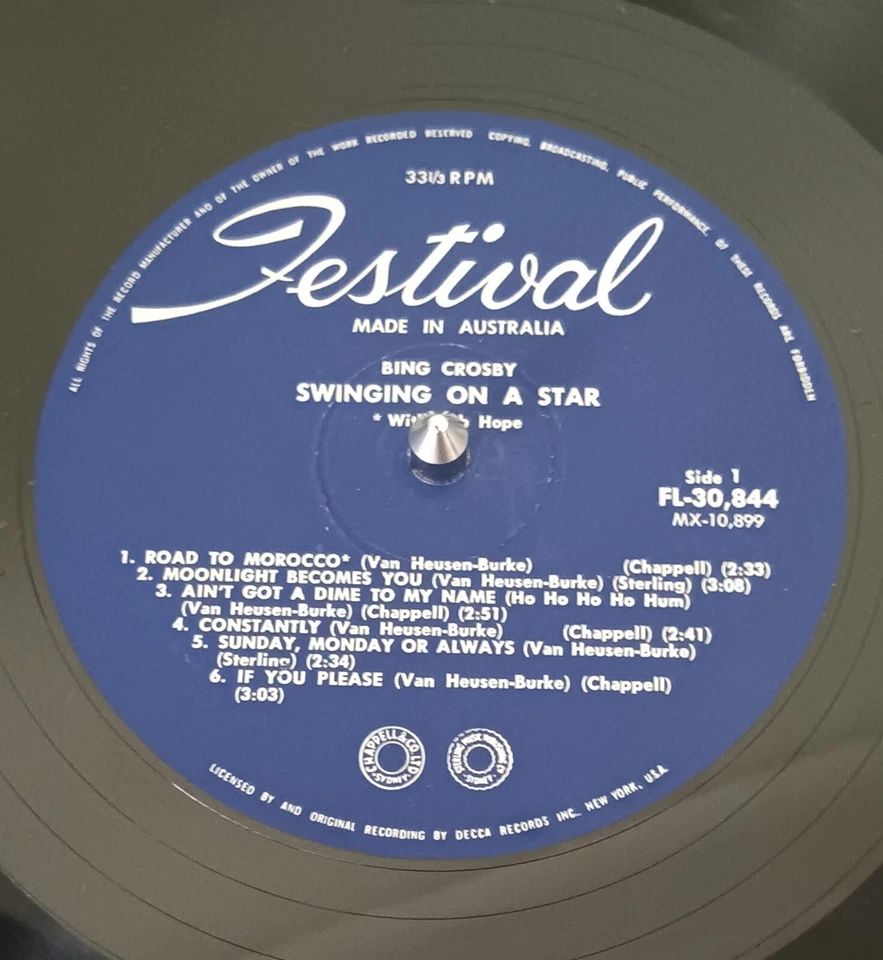 ALL RIGHTS OF THE RECORD MANUFACTURER AND OF THE OWNER OF THE WORK RECORDED RESERVED COPYING, BROADCASTING, PUBLIC PERFORMANCE OF THESE RECORDS ARE FORBIDDEN
33⅓ RPM
Festival
MADE IN AUSTRALIA
BING CROSBY
SWINGING ON A STAR
* Hope
Side 1
FL-30,844
MX-10,899
1. ROAD TO MOROCCO* (Van Heusen-Burke) (Chappell) (2:33)
2. MOONLIGHT BECOMES YOU (Van Heusen-Burke) (Sterling) (3:08)
3. AIN'T GOT A DIME TO MY NAME (Ho Ho Ho Ho Hum)
(Van Heusen-Burke) (Chappell) (2:51)
4. CONSTANTLY (Van Heusen-Burke) (Chappell) (2:41)
5. SUNDAY, MONDAY OR ALWAYS (Van Heusen-Burke)
(Sterling) (2:34)
6. IF YOU PLEASE (Van Heusen-Burke) (Chappell)
(3:03)
CHAPPELL & CO. LTD. SYDNEY
LICENSED BY AND ORIGINAL RECORDING BY DECCA RECORDS INC. NEW YORK, U.S.A.